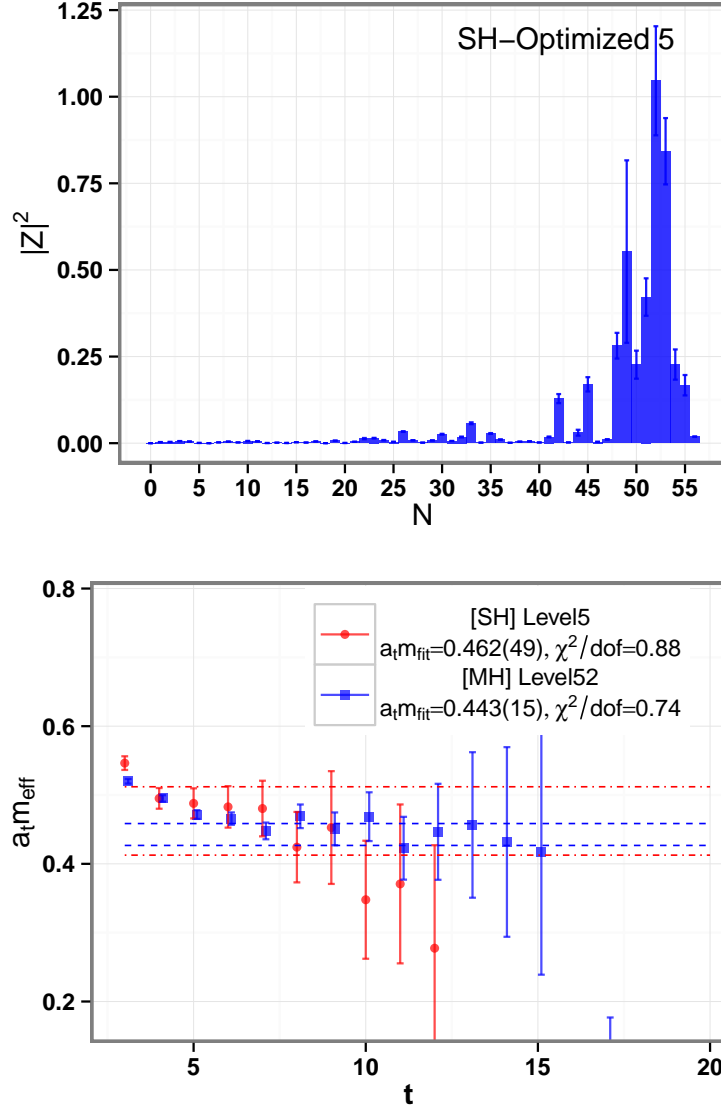 SH−Optimized 5
1.25
1.00
0.75
0.50
0.25
0.00
|Z|²
0 5 10 15 20 25 30 35 40 45 50 55
N
[SH] Level5
aₜmfit=0.462(49), χ²/dof=0.88
[MH] Level52
aₜmfit=0.443(15), χ²/dof=0.74
0.8
0.6
0.4
0.2
aₜmeff
5 10 15 20
t